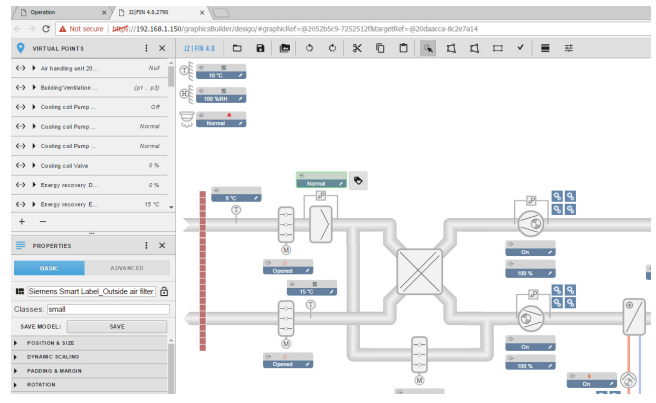 Operation
J2|FIN 4.0.2790
Not secure
https://192.168.1.150/graphicsBuilder/desigo/#graphicRef=@2052b5c9-7252512f&targetRef=@20daacca-8c2e7a14
VIRTUAL POINTS
J2|FIN 4.0
Air handling unit 20... Null
Building'Ventilation ... (p1 .. p3)
Cooling coil Pump ... Off
Cooling coil Pump ... Normal
Cooling coil Pump ... Normal
Cooling coil Valve 0 %
Energy recovery D... 0 %
Energy recovery E... 15 °C
PROPERTIES
BASIC ADVANCED
Siemens Smart Label_Outside air filter
Classes: small
SAVE MODEL: SAVE
POSITION & SIZE
DYNAMIC SCALING
PADDING & MARGIN
ROTATION
T
10 °C
H
100 %RH
Normal
9 °C
Normal
T
M
Opened
On
100 %
15 °C
T
M
Opened
On
100 %
M
On